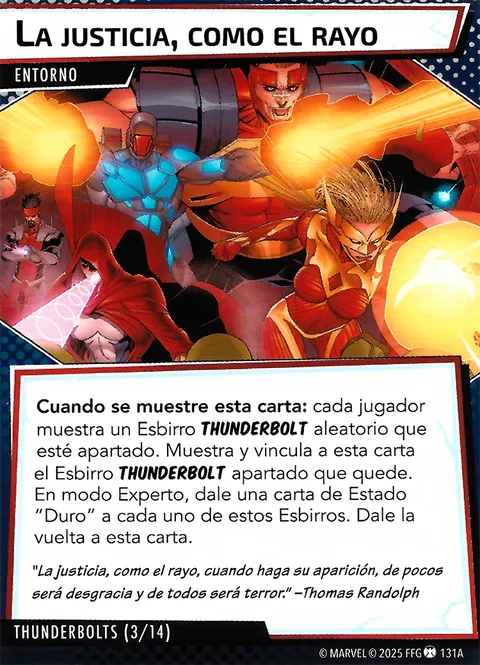 La justicia, como el rayo
ENTORNO
Cuando se muestre esta carta: cada jugador
muestra un Esbirro THUNDERBOLT aleatorio que
esté apartado. Muestra y vincula a esta carta
el Esbirro THUNDERBOLT apartado que quede.
En modo Experto, dale una carta de Estado
"Duro" a cada uno de estos Esbirros. Dale la
vuelta a esta carta.
"La justicia, como el rayo, cuando haga su aparición, de pocos
será desgracia y de todos será terror." –Thomas Randolph
THUNDERBOLTS (3/14)
© MARVEL © 2025 FFG 131A